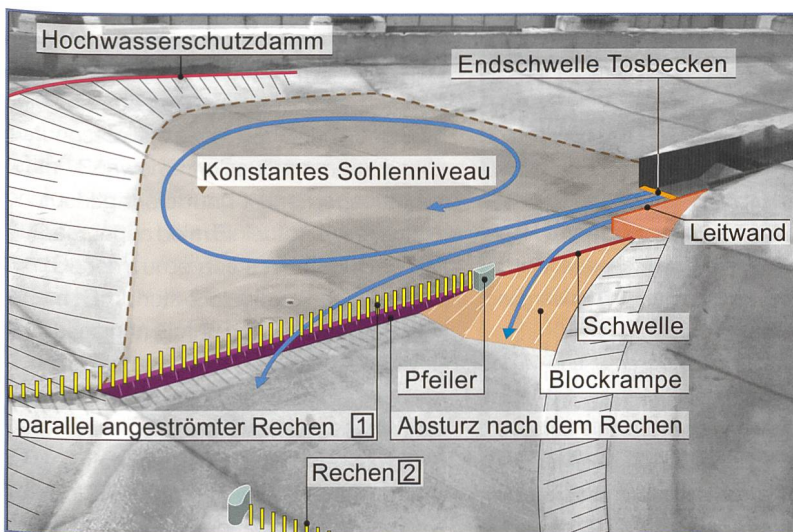 Hochwasserschutzdamm
Endschwelle Tosbecken
Konstantes Sohlenniveau
Leitwand
Schwelle
Pfeiler
Blockrampe
parallel angeströmter Rechen 1
Absturz nach dem Rechen
Rechen 2